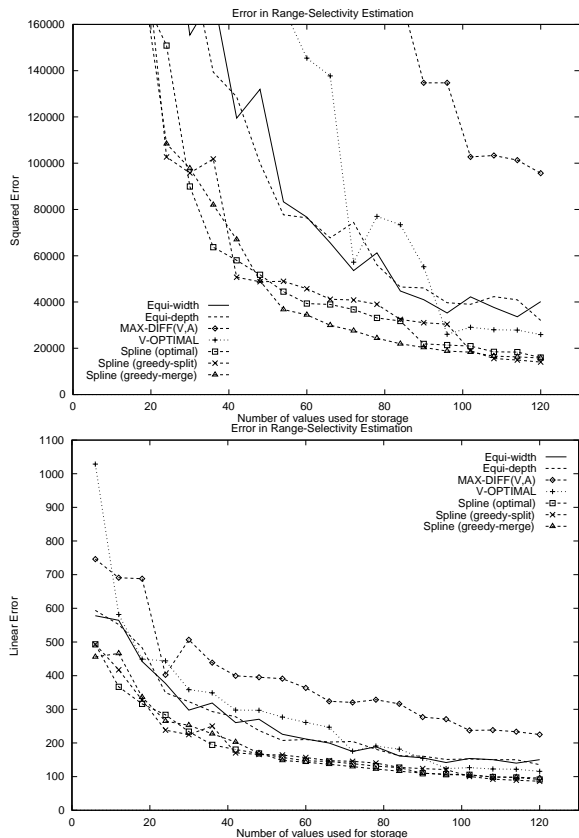 Error in Range-Selectivity Estimation
160000
140000
120000
100000
80000
60000
40000
20000
0
Squared Error
Equi-width
Equi-depth
MAX-DIFF(V,A)
V-OPTIMAL
Spline (optimal)
Spline (greedy-split)
Spline (greedy-merge)
0 20 40 60 80 100 120
Number of values used for storage
Error in Range-Selectivity Estimation
1100
1000
900
800
700
600
500
400
300
200
100
0
Linear Error
Equi-width
Equi-depth
MAX-DIFF(V,A)
V-OPTIMAL
Spline (optimal)
Spline (greedy-split)
Spline (greedy-merge)
0 20 40 60 80 100 120
Number of values used for storage